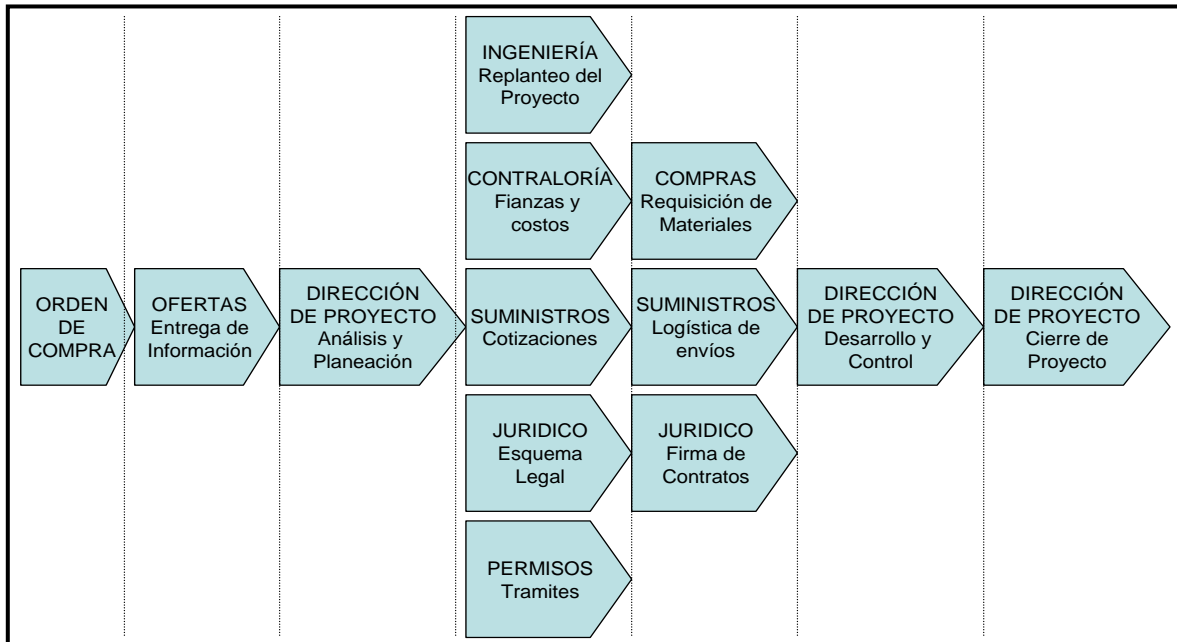 INGENIERÍA
Replanteo del
Proyecto
CONTRALORÍA
Fianzas y
costos
COMPRAS
Requisición de
Materiales
ORDEN
DE
COMPRA
OFERTAS
Entrega de
Información
DIRECCIÓN
DE PROYECTO
Análisis y
Planeación
SUMINISTROS
Cotizaciones
SUMINISTROS
Logística de
envíos
DIRECCIÓN
DE PROYECTO
Desarrollo y
Control
DIRECCIÓN
DE PROYECTO
Cierre de
Proyecto
JURIDICO
Esquema
Legal
JURIDICO
Firma de
Contratos
PERMISOS
Tramites